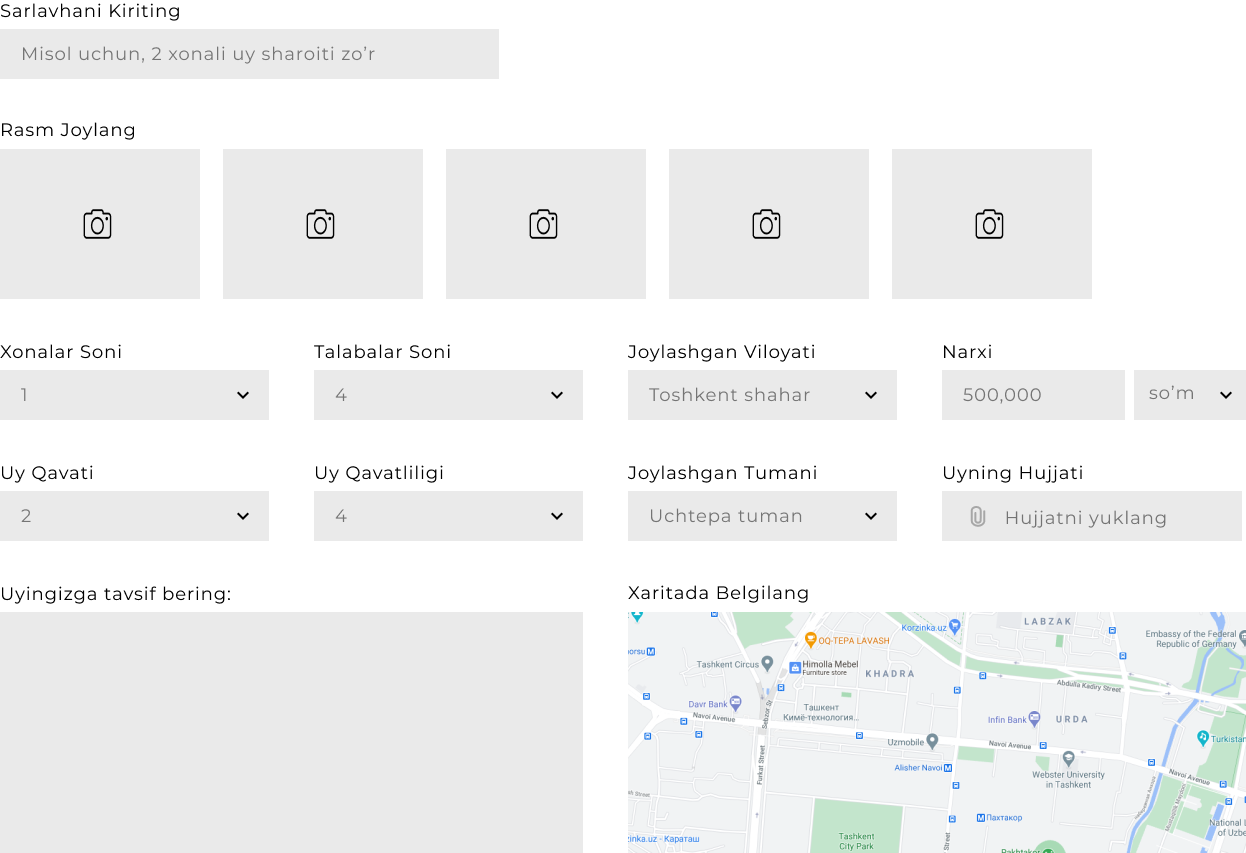 Sarlavhani Kiriting
Misol uchun, 2 xonali uy sharoiti zo’r
Rasm Joylang
Xonalar Soni
Talabalar Soni
Joylashgan Viloyati
Narxi
1
4
Toshkent shahar
500,000
so’m
Uy Qavati
Uy Qavatliligi
Joylashgan Tumani
Uyning Hujjati
2
4
Uchtepa tuman
Hujjatni yuklang
Uyingizga tavsif bering:
Xaritada Belgilang
Korzinka.uz
LABZAK
OQ-TEPA LAVASH
Embassy of the Federal
Republic of Germany
Tashkent Circus
Himolla Mebel
Furniture store
KHADRA
Abdulla Kadiry Street
Davr Bank
Navoi Avenue
Sebzor St
Ташкент
Кимё-технология...
Infin Bank
URDA
Uzmobile
Navoi Avenue
Turkistan
Furkat Street
Alisher Navoi
Webster University
in Tashkent
Navoi Avenue
Пахтакор
National L
of Uzbe
Tashkent
City Park
zinka.uz - Караташ
Street